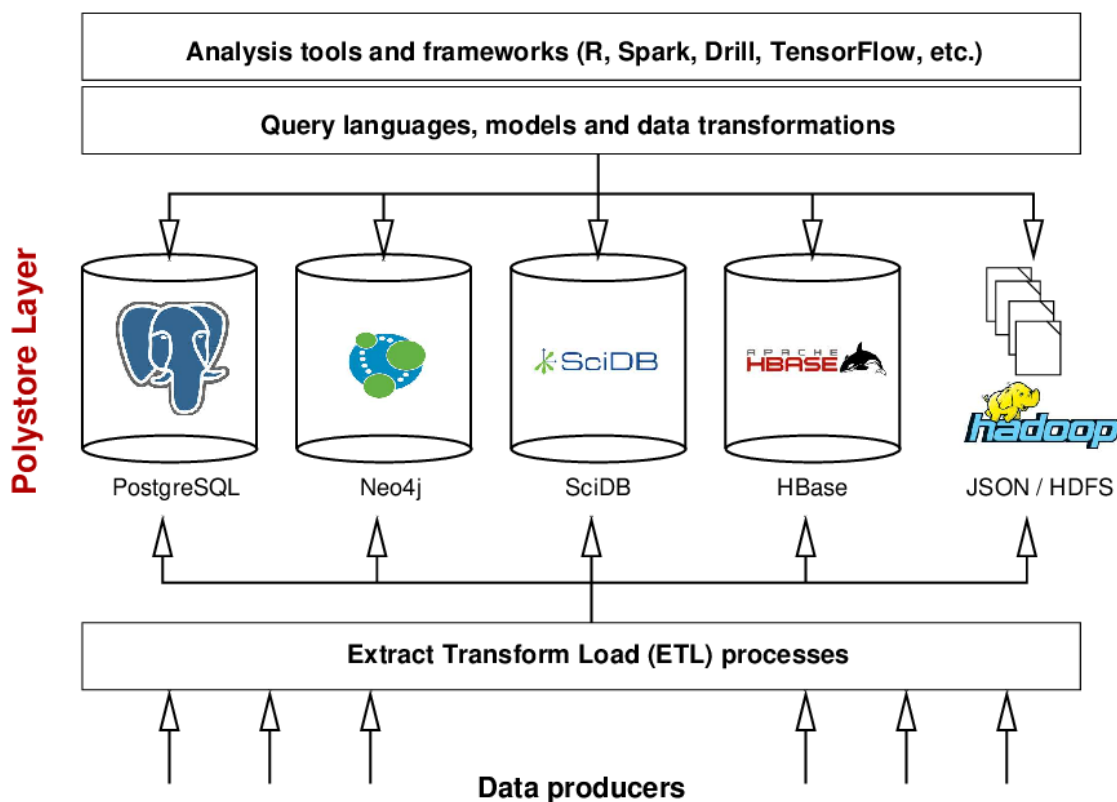 Analysis tools and frameworks (R, Spark, Drill, TensorFlow, etc.)
Query languages, models and data transformations
Polystore Layer
SciDB
APACHE
HBASE
hadoop
PostgreSQL
Neo4j
SciDB
HBase
JSON / HDFS
Extract Transform Load (ETL) processes
Data producers